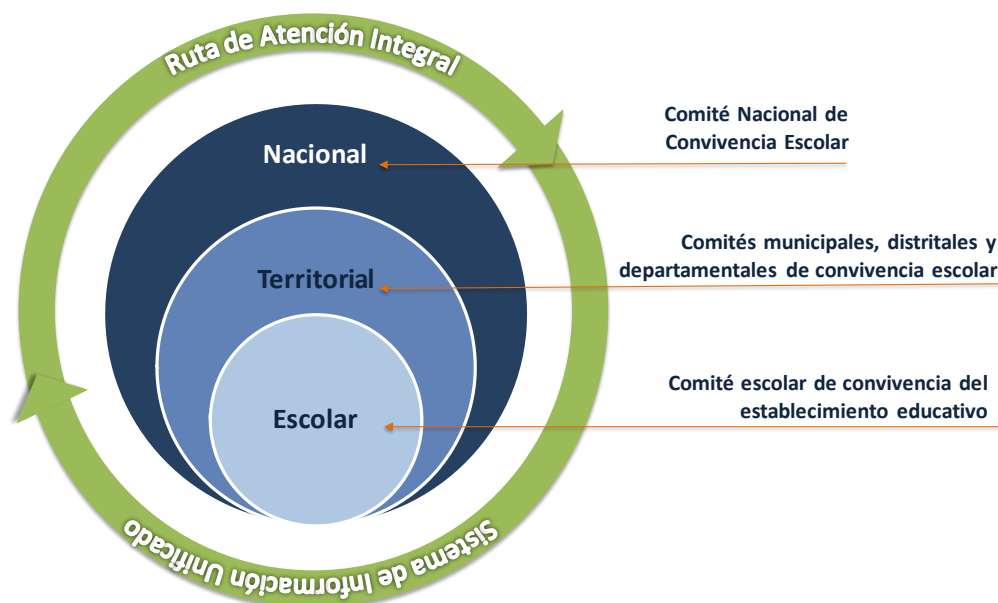 Ruta de Atención Integral
Comité Nacional de
Convivencia Escolar
Nacional
Comités municipales, distritales y
departamentales de convivencia escolar
Territorial
Comité escolar de convivencia del
establecimiento educativo
Escolar
Sistema de Información Unificado